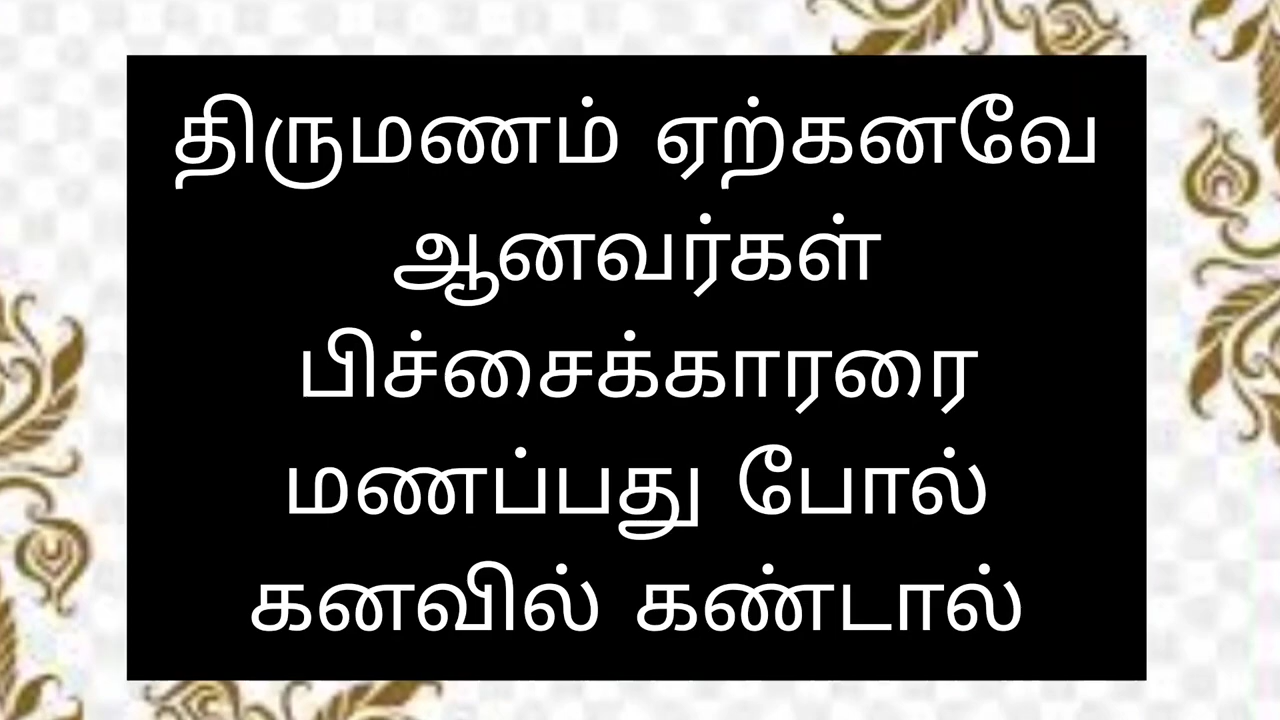 திருமணம் ஏற்கனவே
ஆனவர்கள்
பிச்சைக்காரரை
மணப்பது போல்
கனவில் கண்டால்